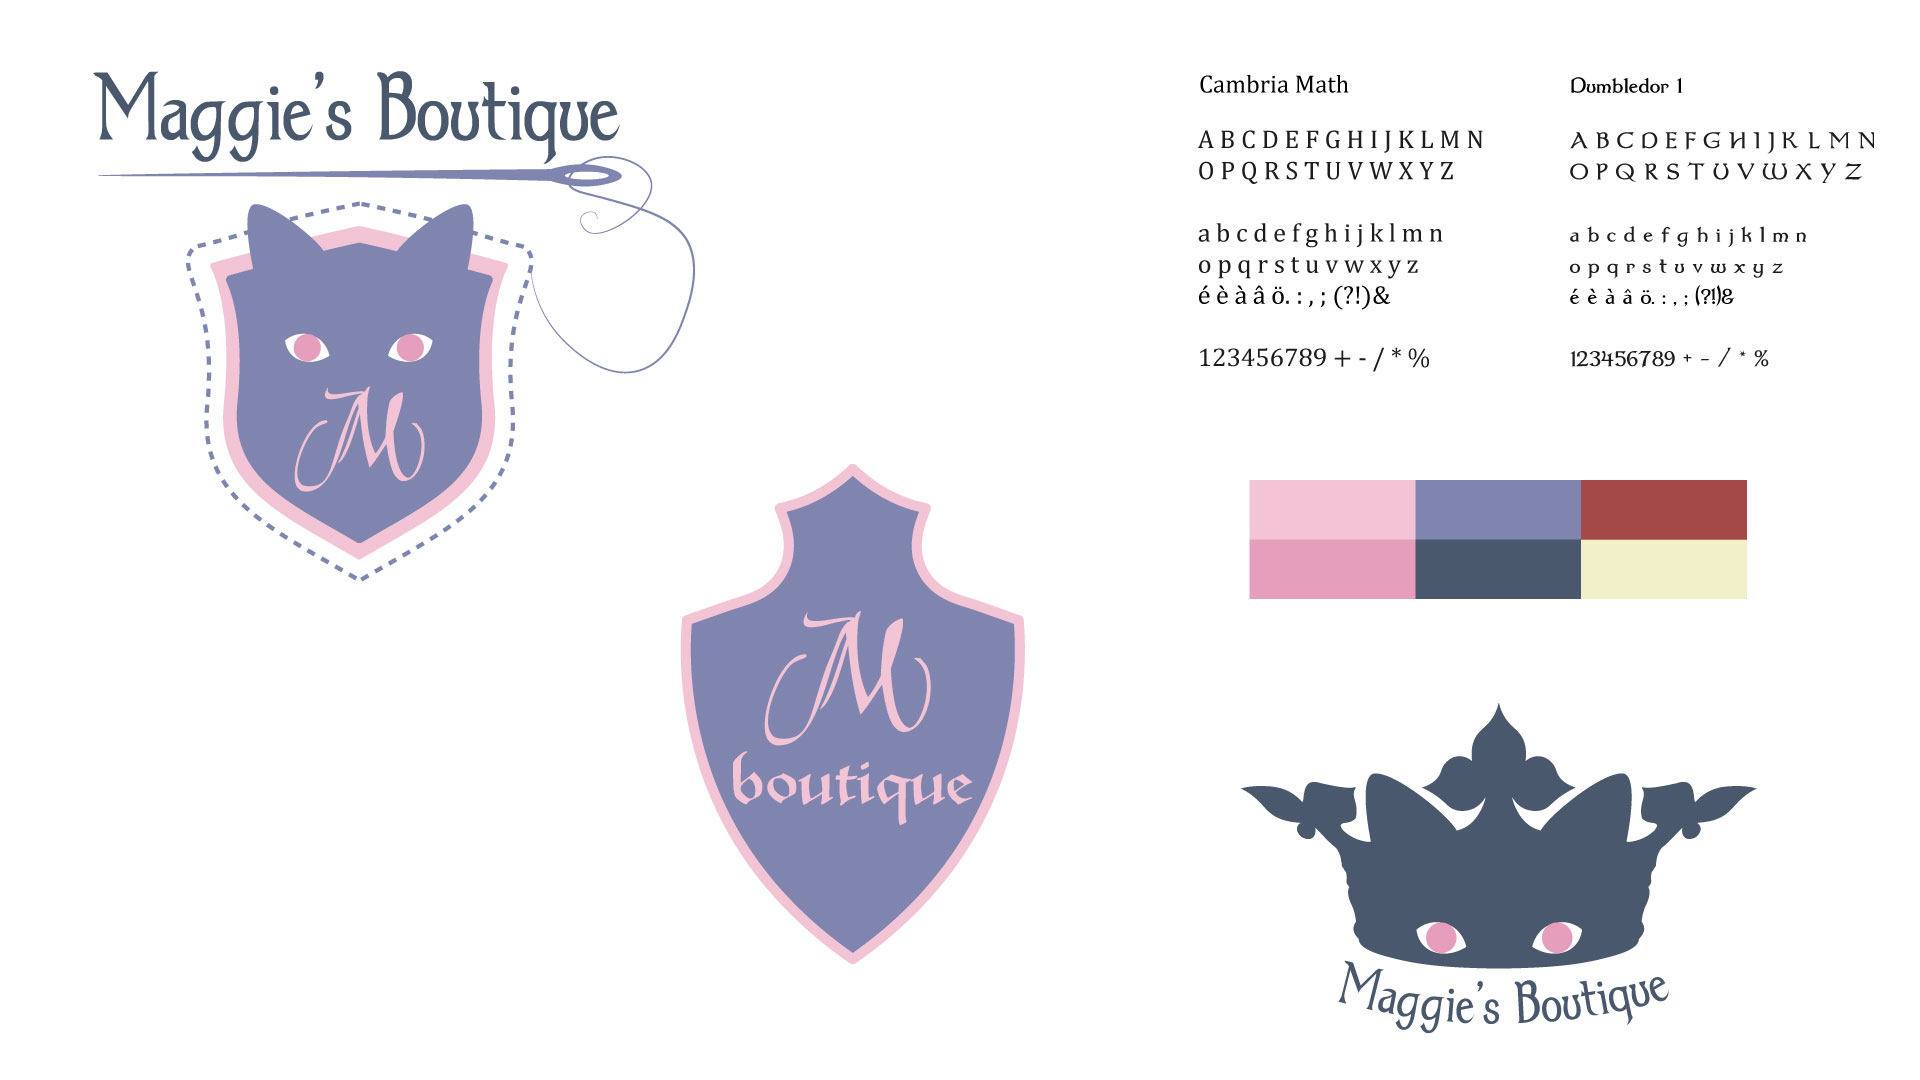 Maggie's Boutique
M
M
boutique
Cambria Math
A B C D E F G H I J K L M N
O P Q R S T U V W X Y Z
a b c d e f g h i j k l m n
o p q r s t u v w x y z
é è à â ö. : , ; (?!)&
123456789 + - / * %
Dumbledor 1
A B C D E F G H I J K L M N
O P Q R S T U V W X Y Z
a b c d e f g h i j k l m n
o p q r s t u v w x y z
é è à â ö. : , ; (?!)&
123456789 + - / * %
Maggie's Boutique